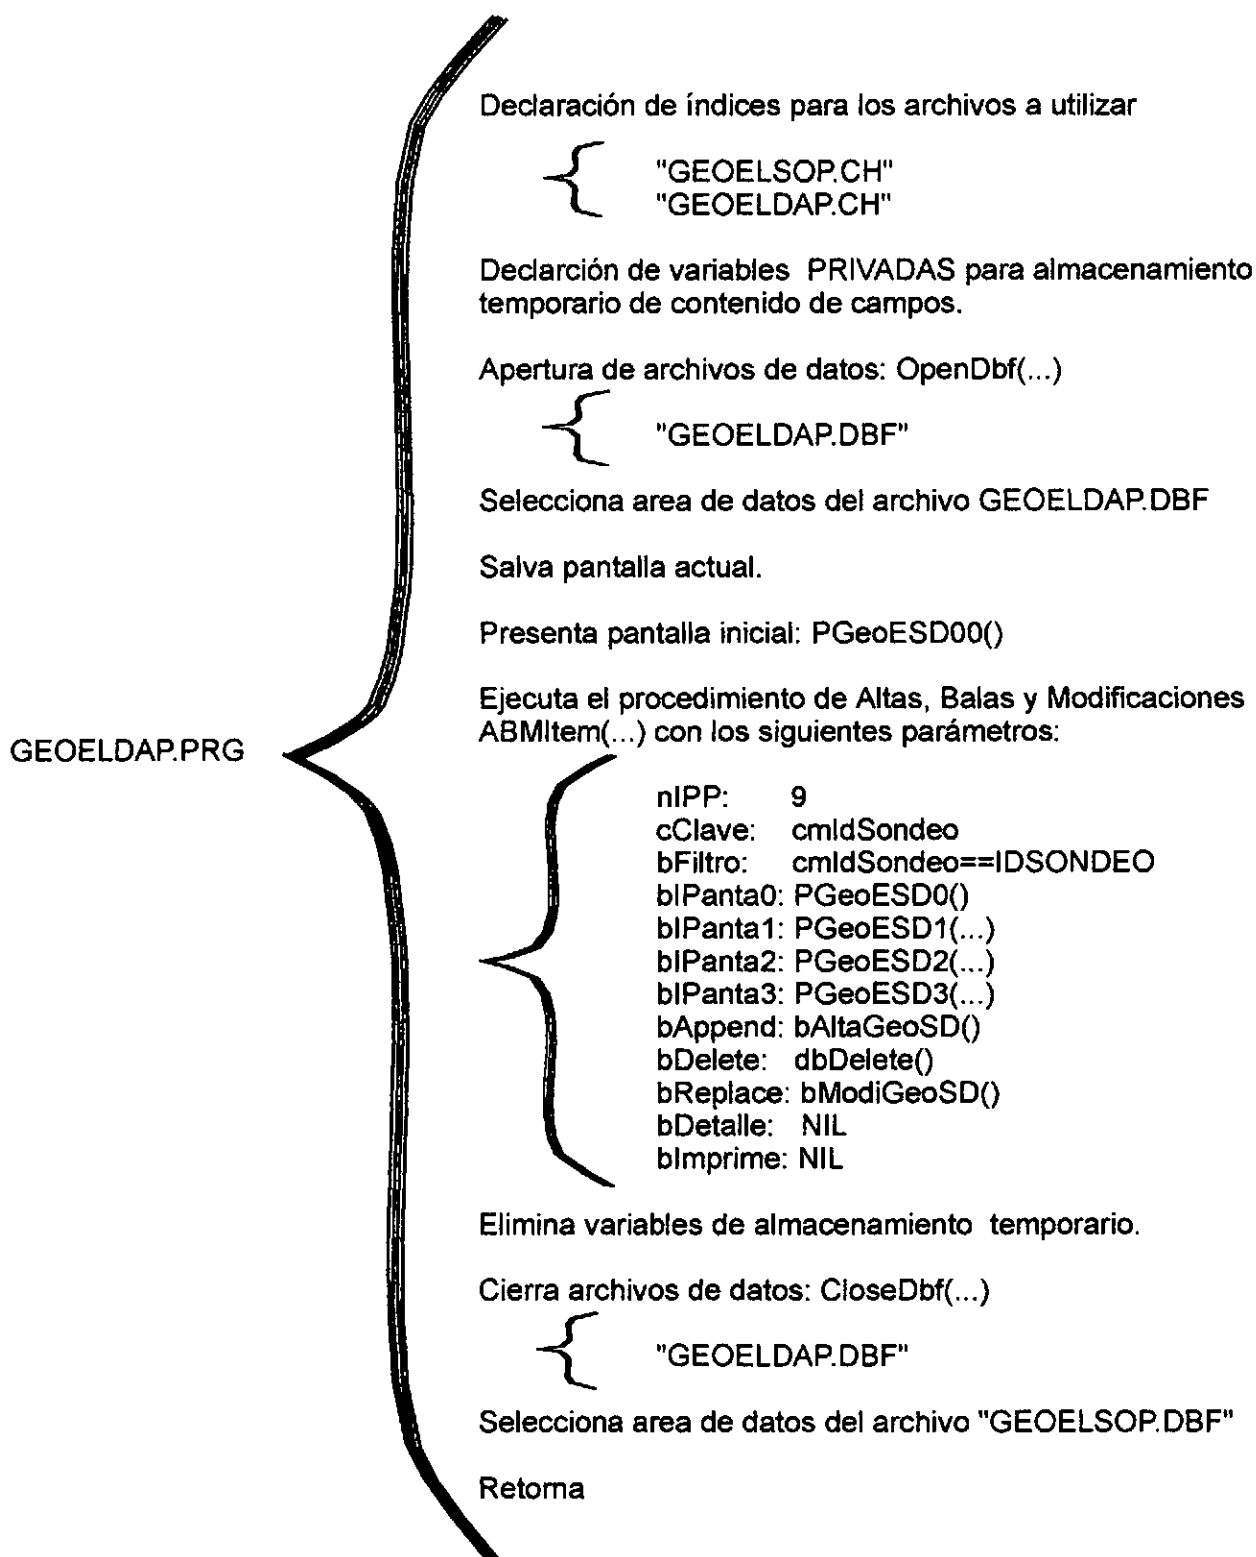 Declaración de índices para los archivos a utilizar
"GEOELSOP.CH"
"GEOELDAP.CH"
Declarción de variables PRIVADAS para almacenamiento
temporario de contenido de campos.
Apertura de archivos de datos: OpenDbf(...)
"GEOELDAP.DBF"
Selecciona area de datos del archivo GEOELDAP.DBF
Salva pantalla actual.
Presenta pantalla inicial: PGeoESD00()
Ejecuta el procedimiento de Altas, Balas y Modificaciones
ABMItem(...) con los siguientes parámetros:
GEOELDAP.PRG
nIPP: 9
cClave: cmIdSondeo
bFiltro: cmIdSondeo==IDSONDEO
bIPanta0: PGeoESD0()
bIPanta1: PGeoESD1(...)
bIPanta2: PGeoESD2(...)
bIPanta3: PGeoESD3(...)
bAppend: bAltaGeoSD()
bDelete: dbDelete()
bReplace: bModiGeoSD()
bDetalle: NIL
bImprime: NIL
Elimina variables de almacenamiento temporario.
Cierra archivos de datos: CloseDbf(...)
"GEOELDAP.DBF"
Selecciona area de datos del archivo "GEOELSOP.DBF"
Retorna